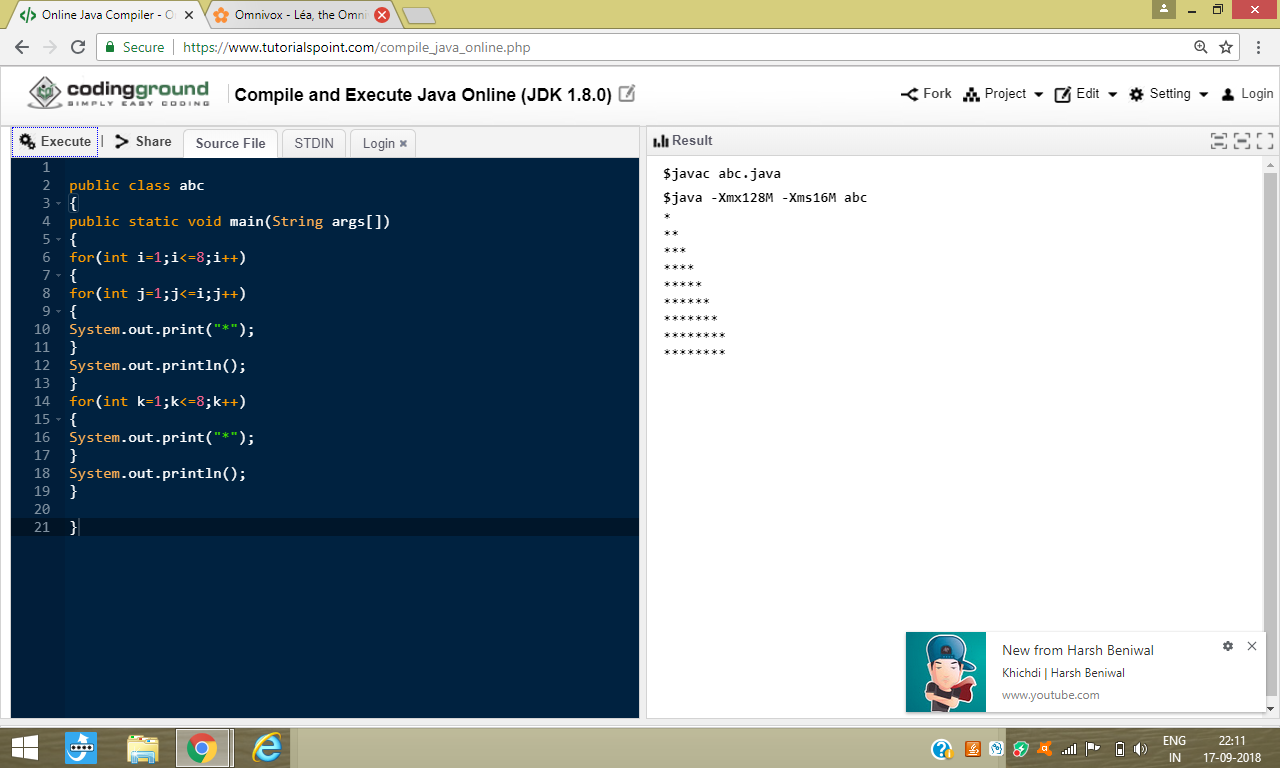 Online Java Compiler - O
Omnivox - Léa, the Omni
Secure
https://www.tutorialspoint.com/compile_java_online.php
codingground
SIMPLY EASY CODING
Compile and Execute Java Online (JDK 1.8.0)
Fork
Project
Edit
Setting
Login
Execute
Share
Source File
STDIN
Login
Result
1
2 public class abc
3 {
4 public static void main(String args[])
5 {
6 for(int i=1;i<=8;i++)
7 {
8 for(int j=1;j<=i;j++)
9 {
10 System.out.print("*");
11 }
12 System.out.println();
13 }
14 for(int k=1;k<=8;k++)
15 {
16 System.out.print("*");
17 }
18 System.out.println();
19 }
20
21 }
$javac abc.java
$java -Xmx128M -Xms16M abc
*
**
***
****
*****
******
*******
********
********
New from Harsh Beniwal
Khichdi | Harsh Beniwal
www.youtube.com
ENG
IN
22:11
17-09-2018